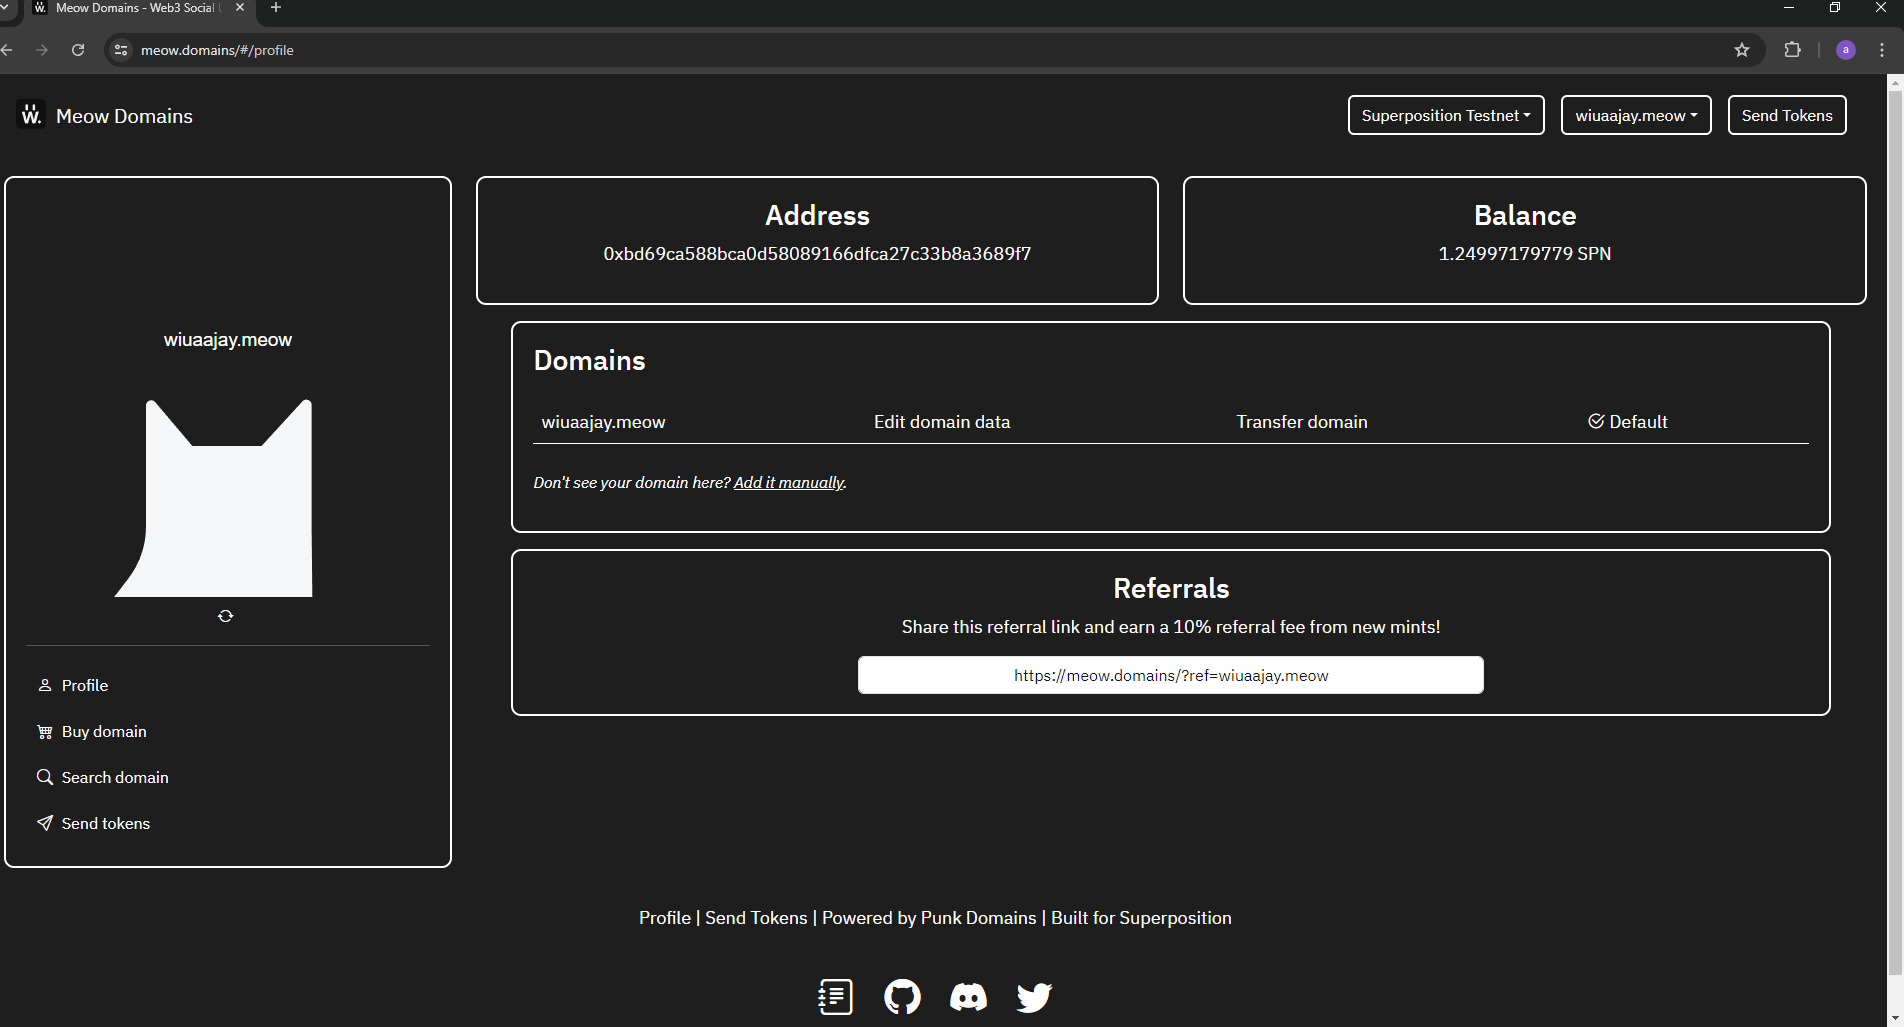 Meow Domains - Web3 Social
meow.domains/#/profile
a
W.
Meow Domains
Superposition Testnet
wiuaajay.meow
Send Tokens
wiuaajay.meow
Profile
Buy domain
Search domain
Send tokens
Address
0xbd69ca588bca0d58089166dfca27c33b8a3689f7
Balance
1.24997179779 SPN
Domains
wiuaajay.meow Edit domain data Transfer domain Default
Don't see your domain here? Add it manually.
Referrals
Share this referral link and earn a 10% referral fee from new mints!
https://meow.domains/?ref=wiuaajay.meow
Profile | Send Tokens | Powered by Punk Domains | Built for Superposition